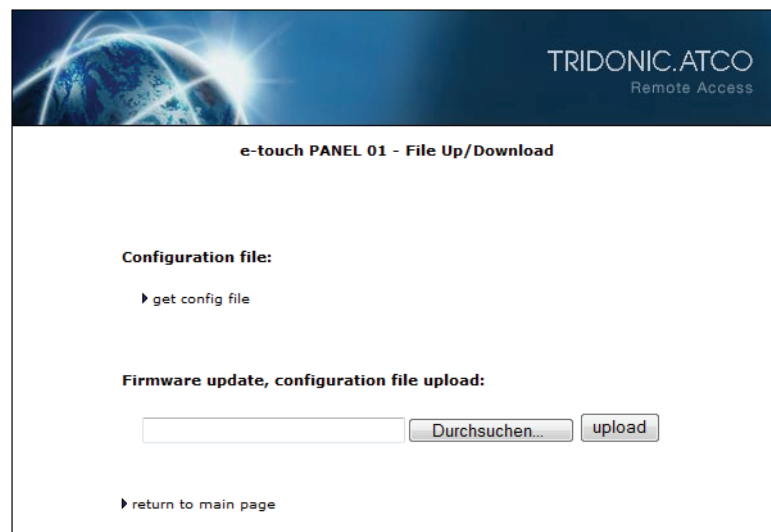 TRIDONIC.ATCO
Remote Access
e-touch PANEL 01 - File Up/Download
Configuration file:
get config file
Firmware update, configuration file upload:
Durchsuchen... upload
return to main page